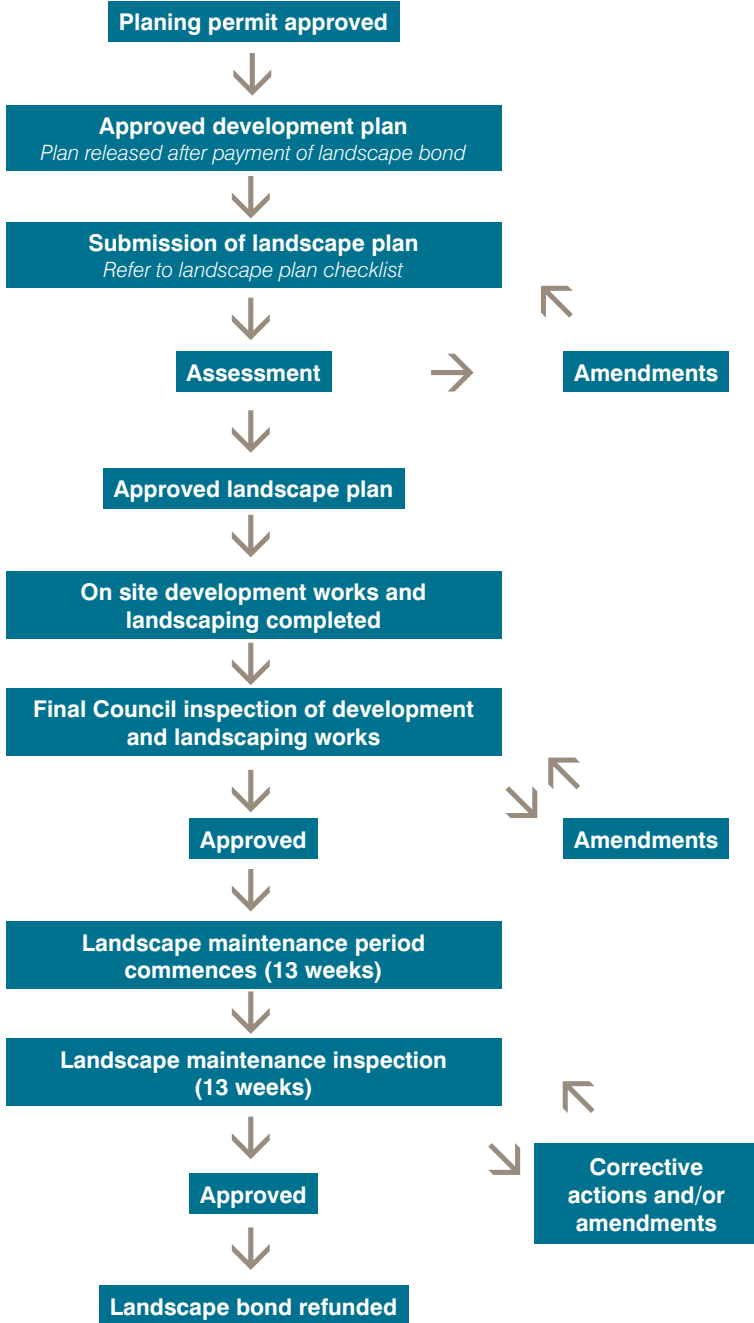 Planing permit approved
Approved development plan
Plan released after payment of landscape bond
Submission of landscape plan
Refer to landscape plan checklist
Assessment
Amendments
Approved landscape plan
On site development works and
landscaping completed
Final Council inspection of development
and landscaping works
Approved
Amendments
Landscape maintenance period
commences (13 weeks)
Landscape maintenance inspection
(13 weeks)
Corrective
actions and/or
amendments
Approved
Landscape bond refunded